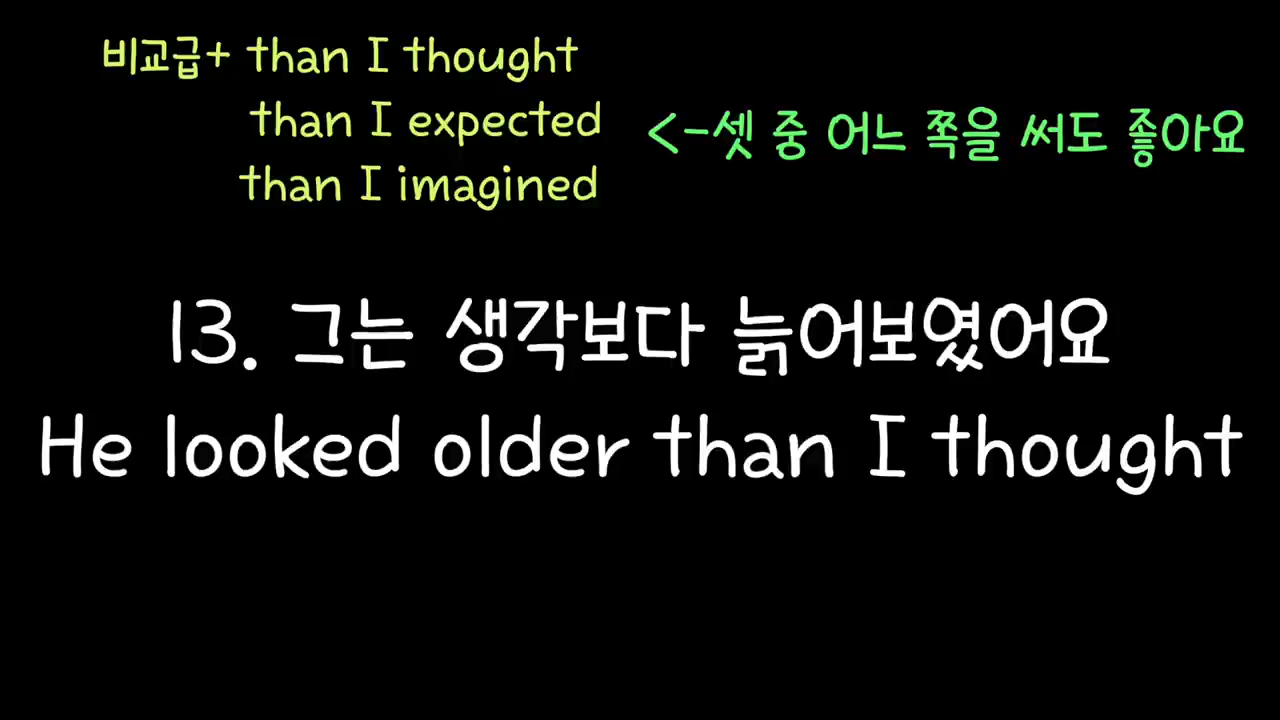 비교급+ than I thought
than I expected
<-셋 중 어느 쪽을 써도 좋아요
than I imagined
13. 그는 생각보다 늙어보였어요
He looked older than I thought